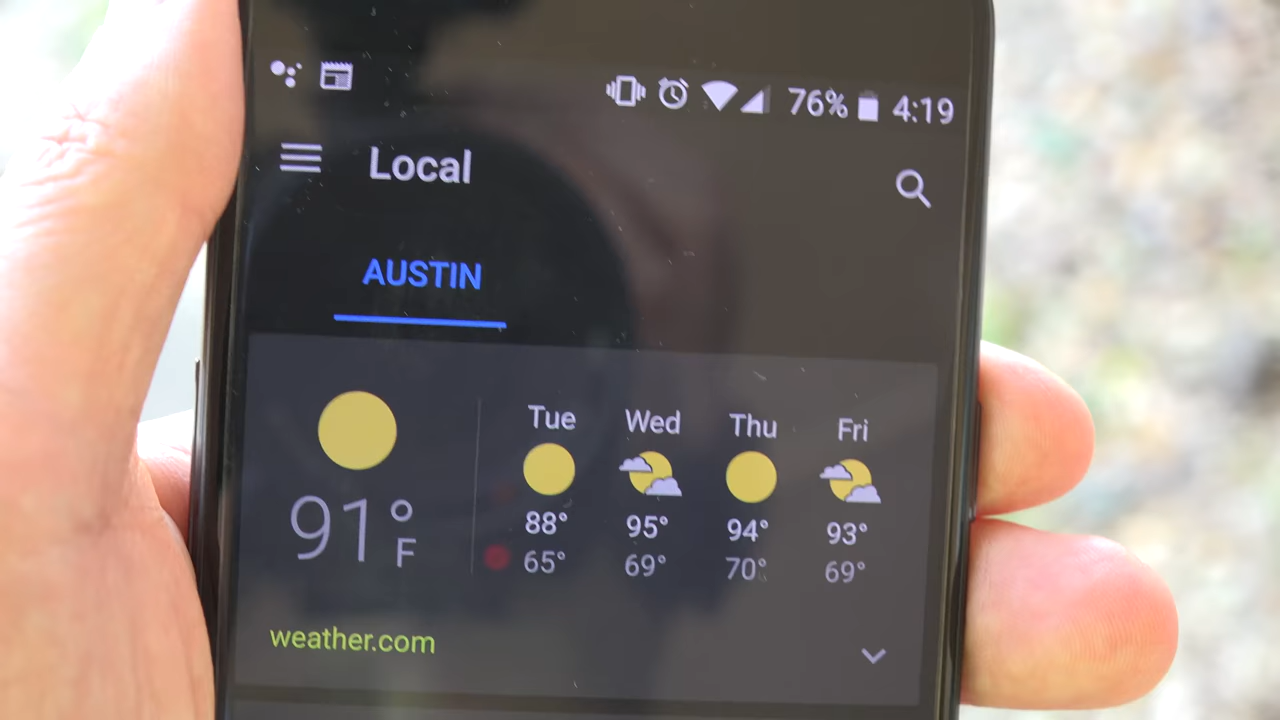 76% 4:19
Local
AUSTIN
Tue Wed Thu Fri
91°F
88° 95° 94° 93°
65° 69° 70° 69°
weather.com